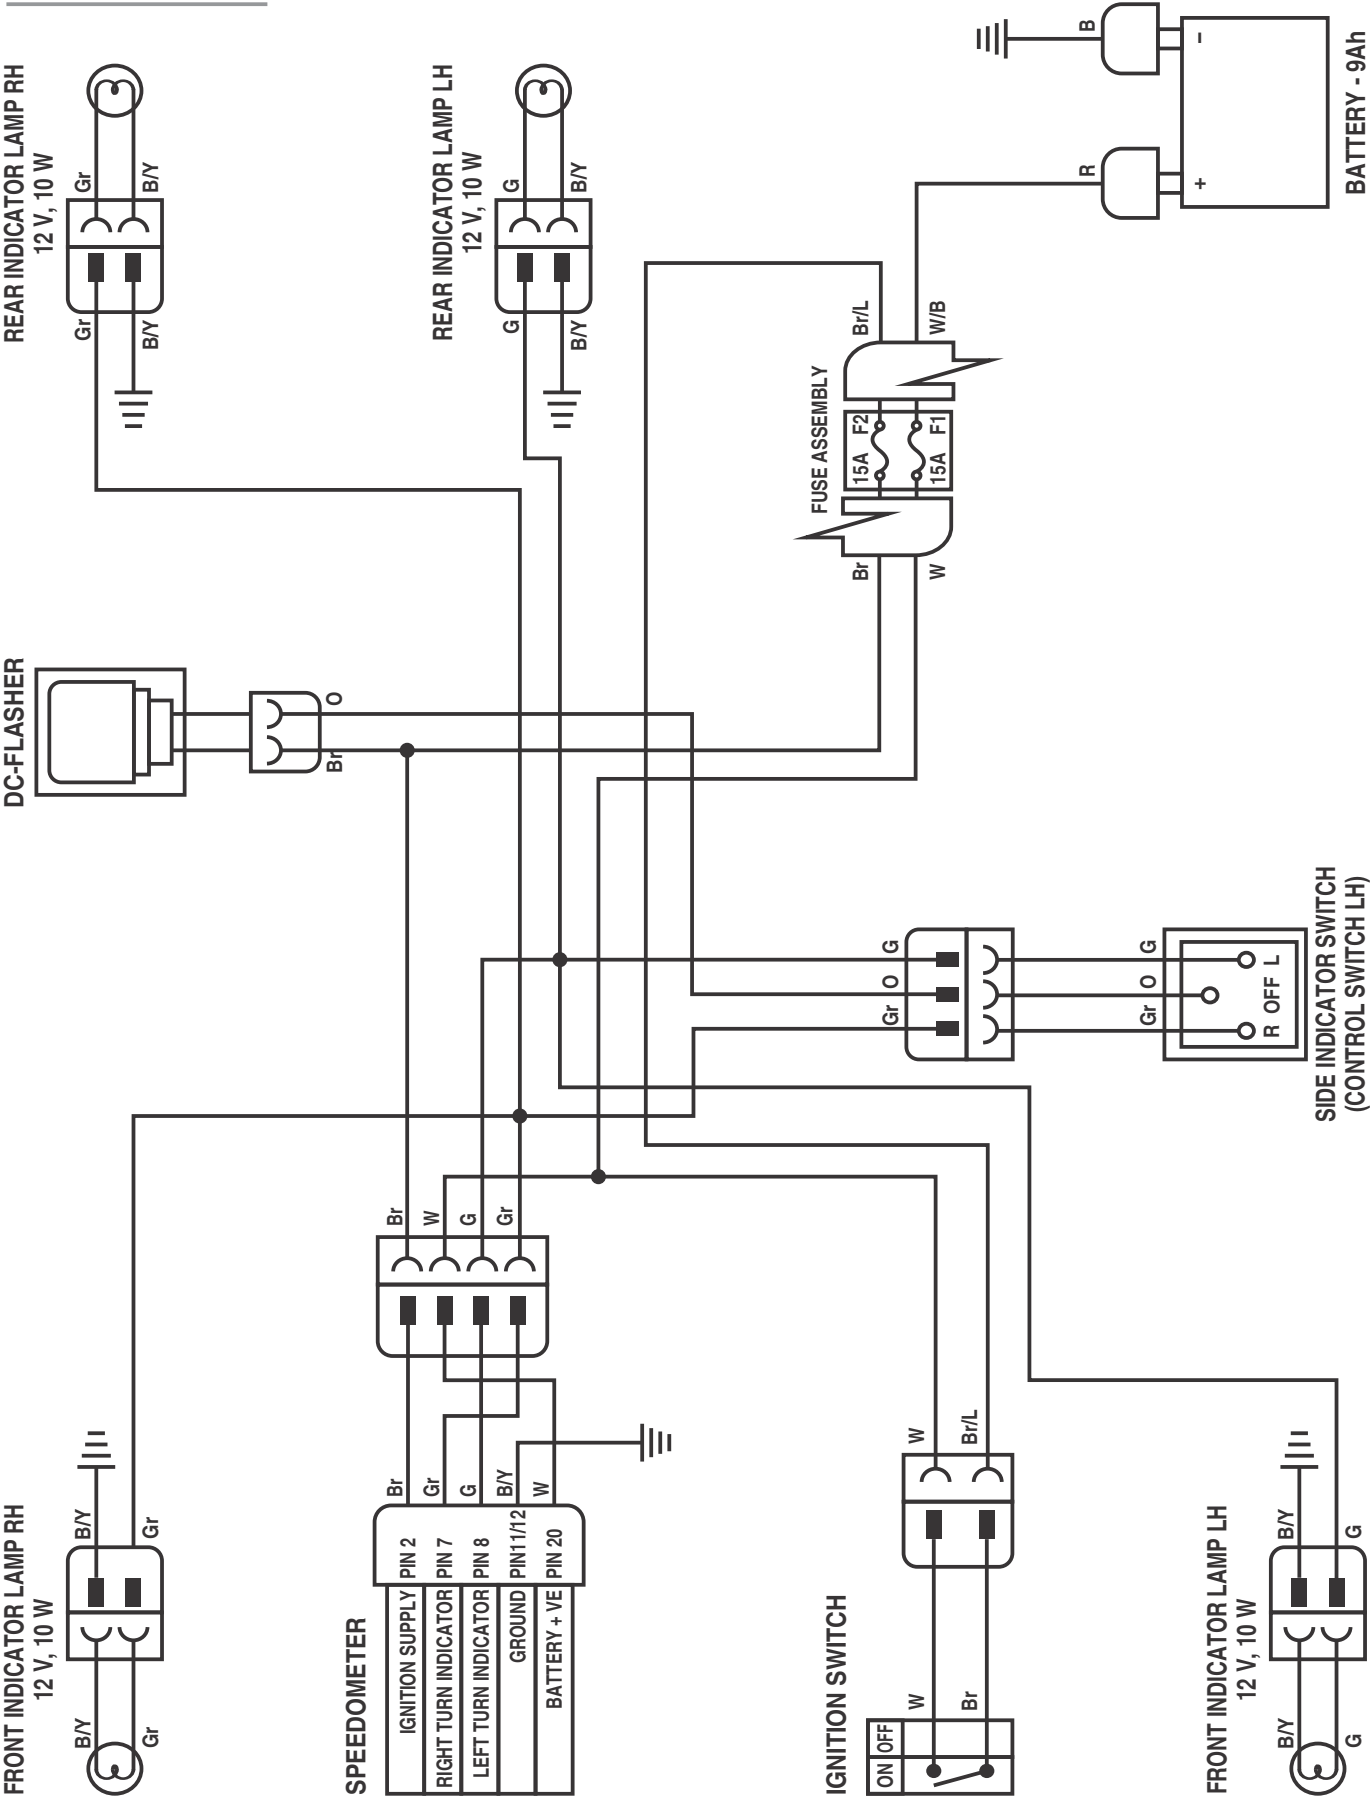 REAR INDICATOR LAMP RH
12 V, 10 W
Gr
B/Y
Gr
B/Y
REAR INDICATOR LAMP LH
12 V, 10 W
G
B/Y
G
B/Y
B
R
-
+
BATTERY - 9Ah
FUSE ASSEMBLY
Br/L
W/B
15A F2
15A F1
Br
W
DC-FLASHER
O
Br
G
O
Gr
G
O
Gr
R OFF L
SIDE INDICATOR SWITCH
(CONTROL SWITCH LH)
FRONT INDICATOR LAMP RH
12 V, 10 W
B/Y
Gr
B/Y
Gr
SPEEDOMETER
Br
W
G
Gr
Br
Gr
G
B/Y
W
IGNITION SUPPLY PIN 2
RIGHT TURN INDICATOR PIN 7
LEFT TURN INDICATOR PIN 8
GROUND PIN11/12
BATTERY + VE PIN 20
IGNITION SWITCH
W
Br/L
W
Br
ON OFF
FRONT INDICATOR LAMP LH
12 V, 10 W
B/Y
G
B/Y
G